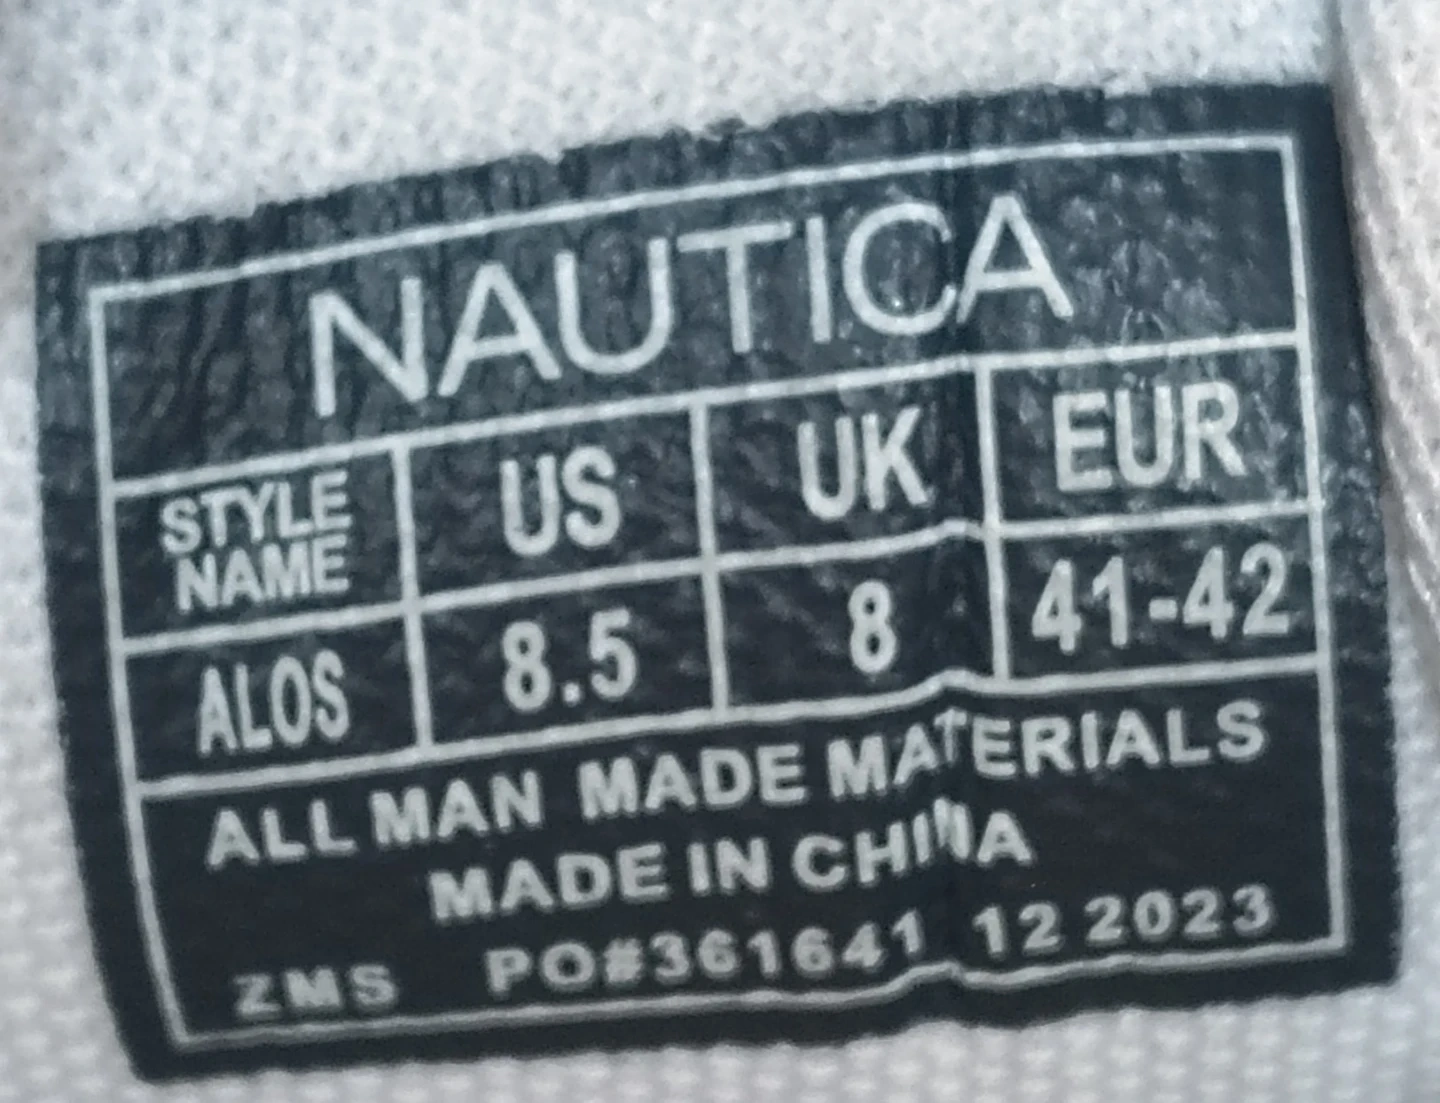 NAUTICA
STYLE NAME US UK EUR
ALOS 8.5 8 41-42
ALL MAN MADE MATERIALS
MADE IN CHINA
ZMS PO#361641 12 2023